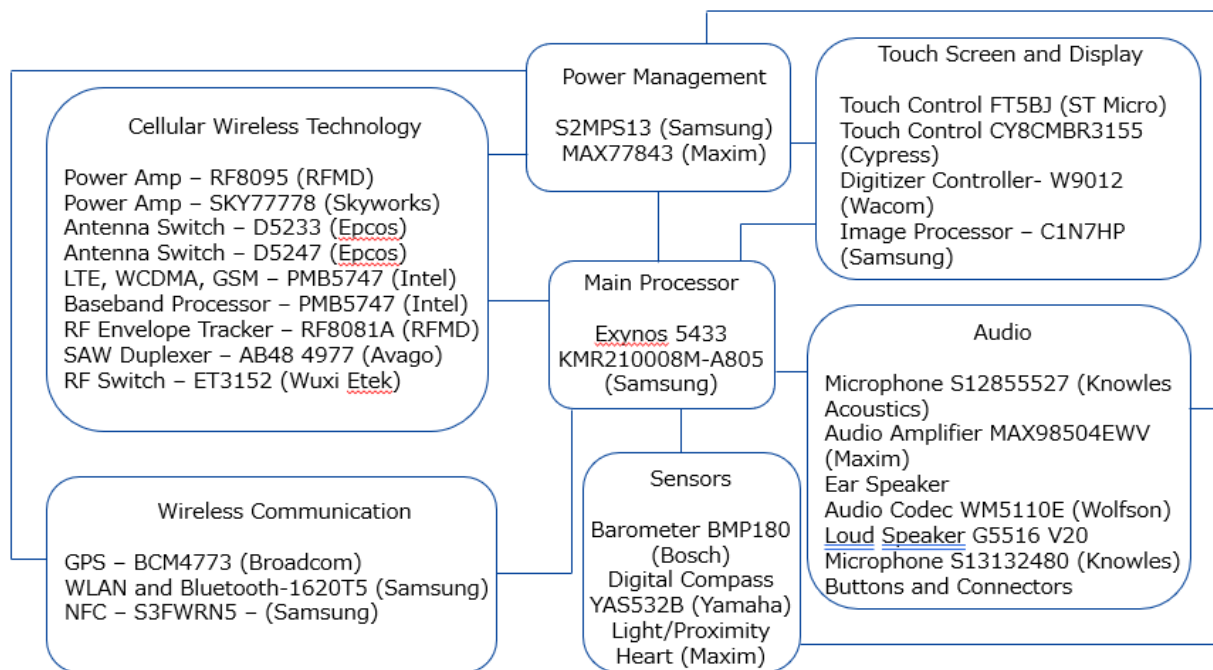 Power Management
S2MPS13 (Samsung)
MAX77843 (Maxim)
Touch Screen and Display
Touch Control FT5BJ (ST Micro)
Touch Control CY8CMBR3155
(Cypress)
Digitizer Controller- W9012
(Wacom)
Image Processor – C1N7HP
(Samsung)
Cellular Wireless Technology
Power Amp – RF8095 (RFMD)
Power Amp – SKY77778 (Skyworks)
Antenna Switch – D5233 (Epcos)
Antenna Switch – D5247 (Epcos)
LTE, WCDMA, GSM – PMB5747 (Intel)
Baseband Processor – PMB5747 (Intel)
RF Envelope Tracker – RF8081A (RFMD)
SAW Duplexer – AB48 4977 (Avago)
RF Switch – ET3152 (Wuxi Etek)
Main Processor
Exynos 5433
KMR210008M-A805
(Samsung)
Audio
Microphone S12855527 (Knowles
Acoustics)
Audio Amplifier MAX98504EWV
(Maxim)
Ear Speaker
Audio Codec WM5110E (Wolfson)
Loud Speaker G5516 V20
Microphone S13132480 (Knowles)
Buttons and Connectors
Wireless Communication
GPS – BCM4773 (Broadcom)
WLAN and Bluetooth-1620T5 (Samsung)
NFC – S3FWRN5 – (Samsung)
Sensors
Barometer BMP180
(Bosch)
Digital Compass
YAS532B (Yamaha)
Light/Proximity
Heart (Maxim)